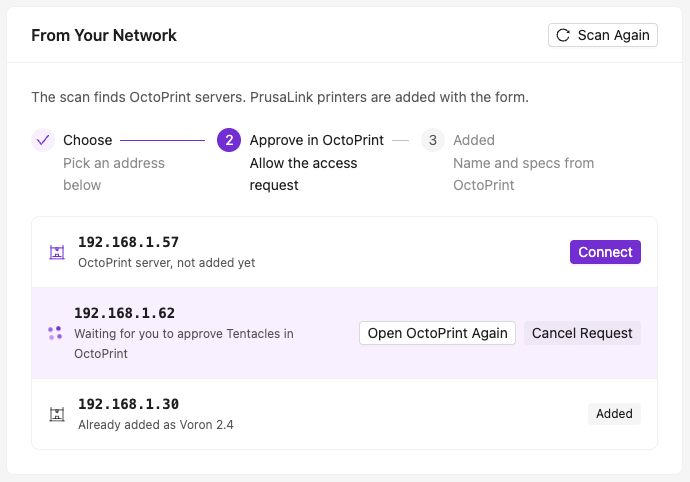 From Your Network
Scan Again
The scan finds OctoPrint servers. PrusaLink printers are added with the form.
Choose
Pick an address
below
2
Approve in OctoPrint
Allow the access
request
3
Added
Name and specs from
OctoPrint
192.168.1.57
OctoPrint server, not added yet
Connect
192.168.1.62
Waiting for you to approve Tentacles in
OctoPrint
Open OctoPrint Again
Cancel Request
192.168.1.30
Already added as Voron 2.4
Added